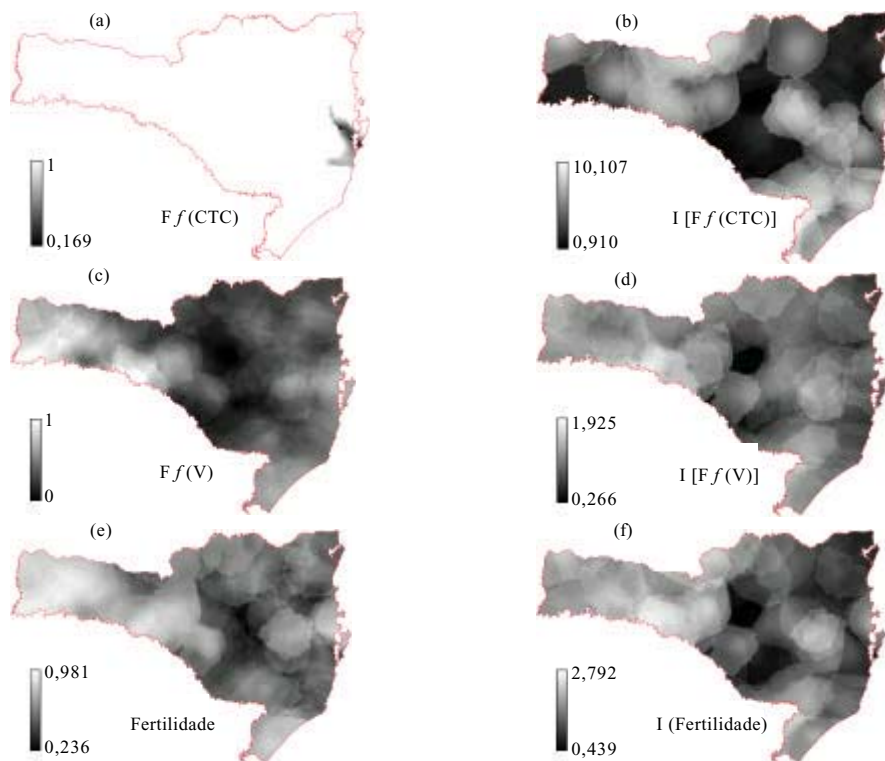 (a)
1
0,169
F f (CTC)
(b)
10,107
0,910
I [F f (CTC)]
(c)
1
0
F f (V)
(d)
1,925
0,266
I [F f (V)]
(e)
0,981
0,236
Fertilidade
(f)
2,792
0,439
I (Fertilidade)